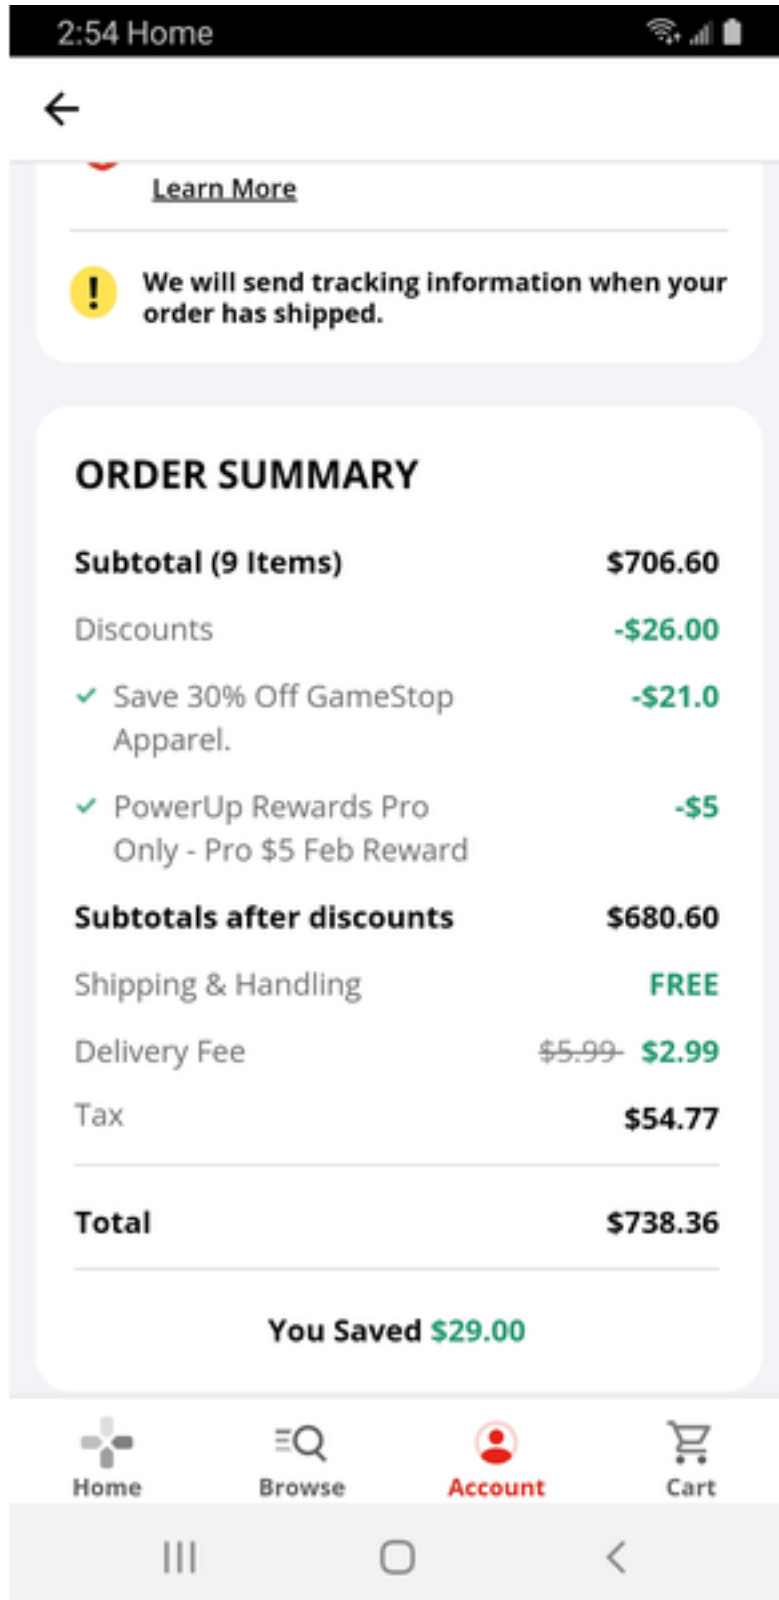 2:54 Home
Learn More
We will send tracking information when your
order has shipped.
ORDER SUMMARY
Subtotal (9 Items) $706.60
Discounts -$26.00
Save 30% Off GameStop -$21.0
Apparel.
PowerUp Rewards Pro -$5
Only - Pro $5 Feb Reward
Subtotals after discounts $680.60
Shipping & Handling FREE
Delivery Fee $5.99 $2.99
Tax $54.77
Total $738.36
You Saved $29.00
Home Browse Account Cart